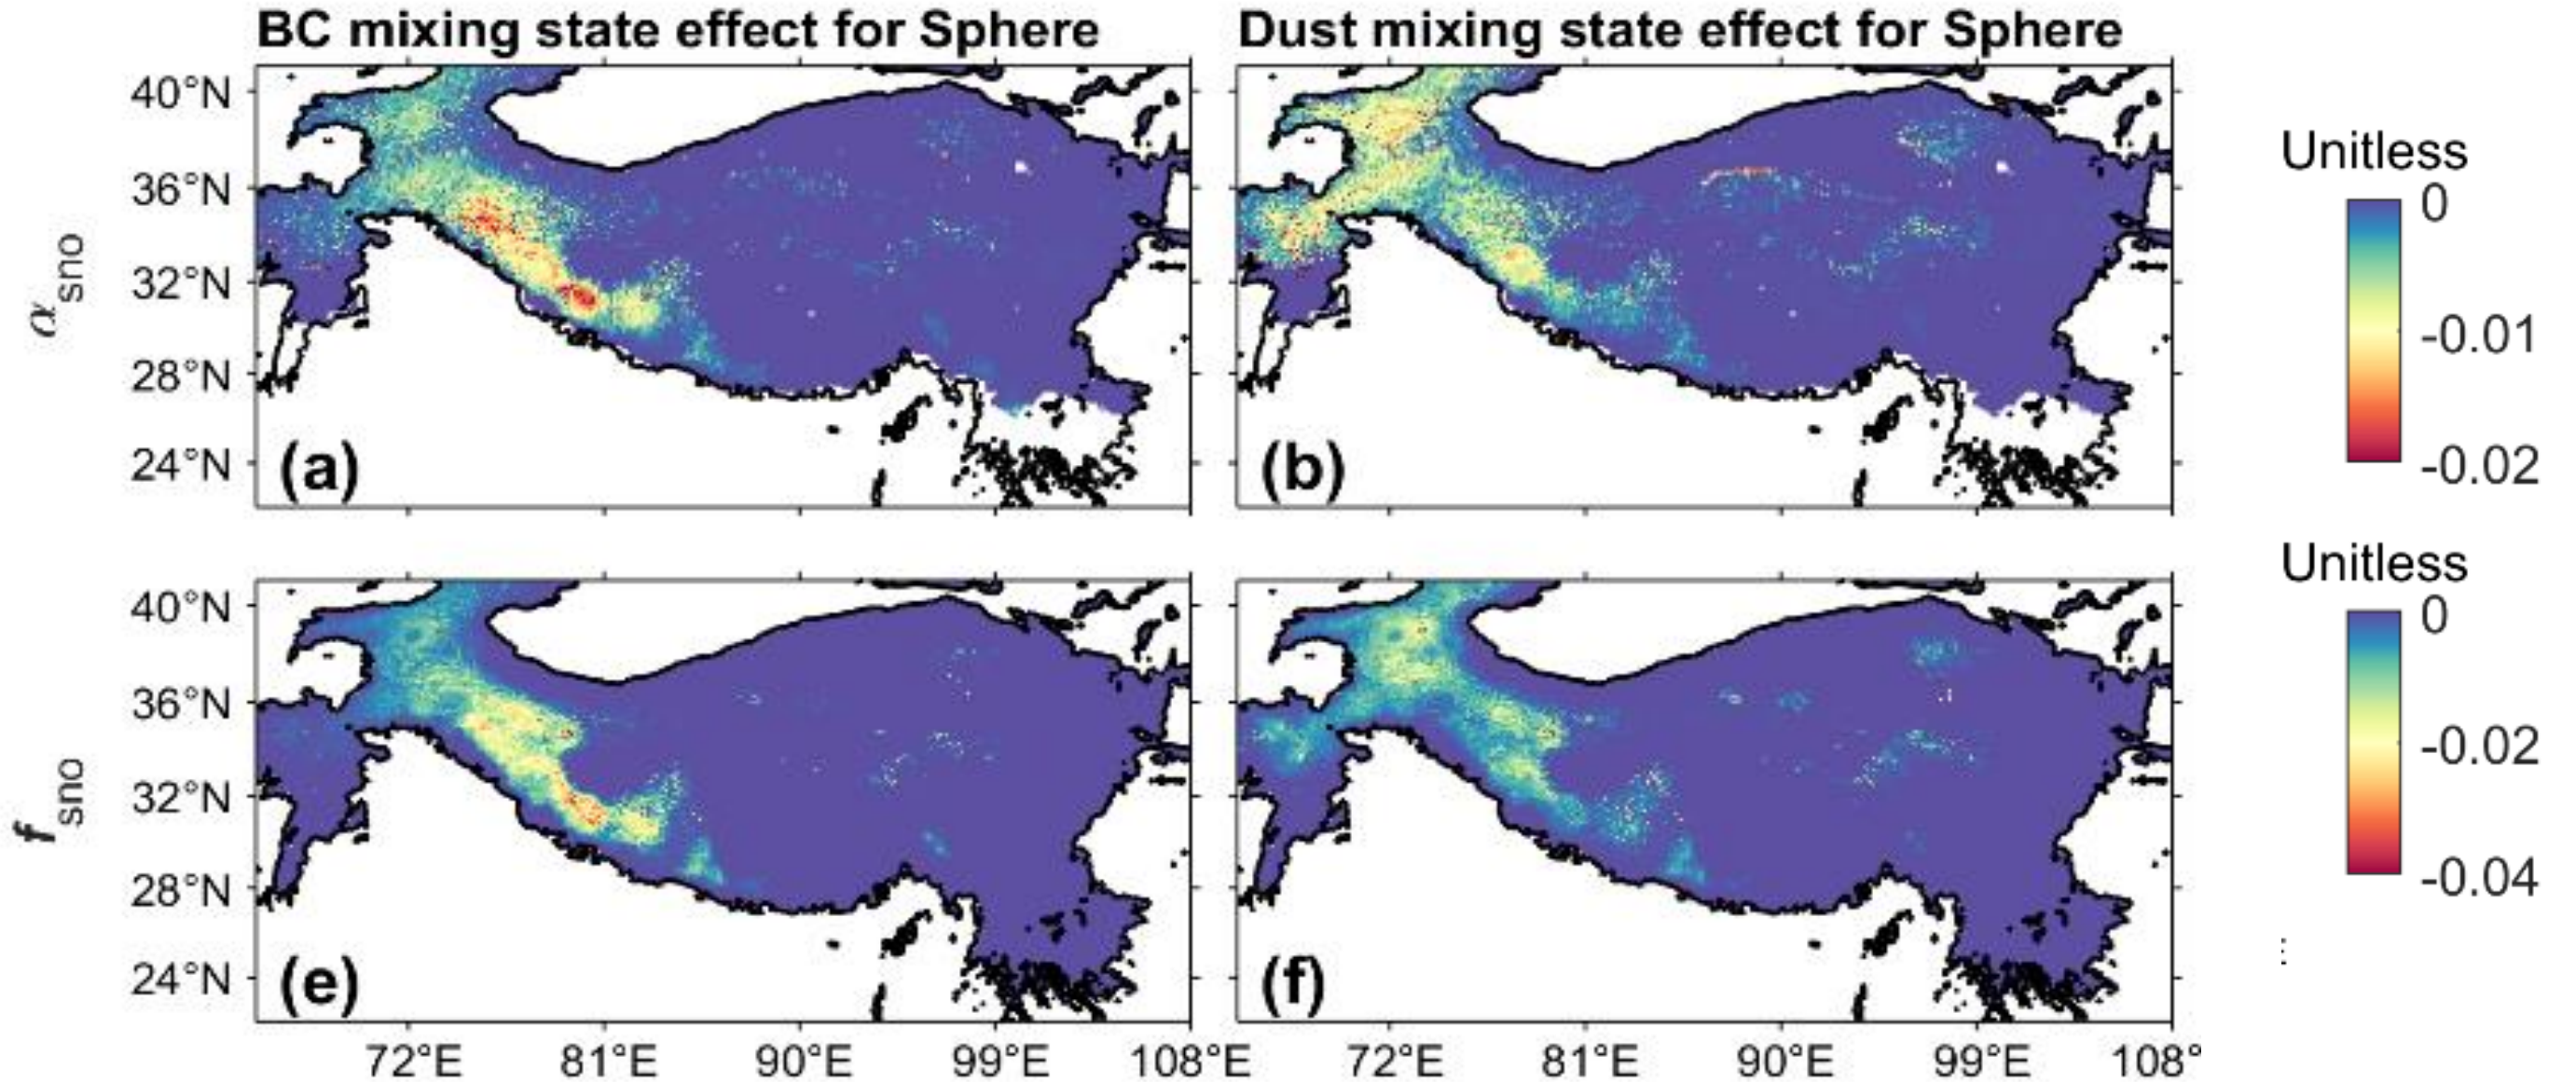 BC mixing state effect for Sphere
Dust mixing state effect for Sphere
40°N
36°N
32°N
28°N
24°N
α sno
(a)
(b)
Unitless
0
-0.01
-0.02
40°N
36°N
32°N
28°N
24°N
f sno
(e)
(f)
Unitless
0
-0.02
-0.04
72°E
81°E
90°E
99°E
108°E
72°E
81°E
90°E
99°E
108°